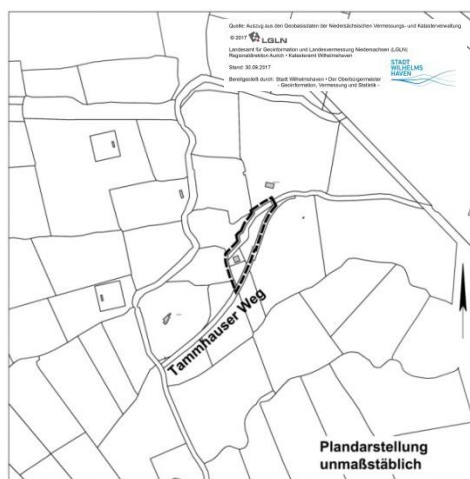 Quelle: Auszug aus den Geobasisdaten der Niedersächsischen Vermessungs- und Katasterverwaltung
© 2017 LGLN
Landesamt für Geoinformation und Landesvermessung Niedersachsen (LGLN)
Regionaldirektion Aurich - Katasteramt Wilhelmshaven
Stand: 30.09.2017
Bereitgestellt durch: Stadt Wilhelmshaven - Der Oberbürgermeister
- Geoinformation, Vermessung und Statistik -
STADT
WILHELMS
HAVEN
Tammhauser Weg
Plandarstellung
unmaßstäblich